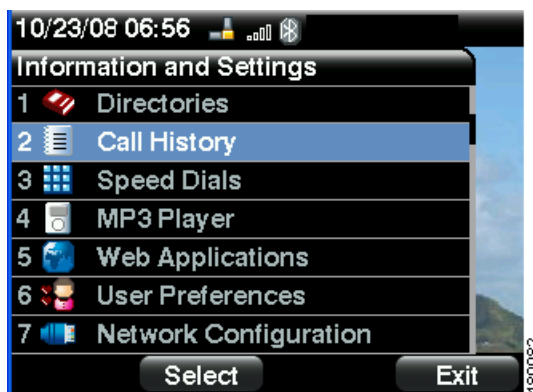 10/23/08 06:56
Information and Settings
1 Directories
2 Call History
3 Speed Dials
4 MP3 Player
5 Web Applications
6 User Preferences
7 Network Configuration
Select Exit